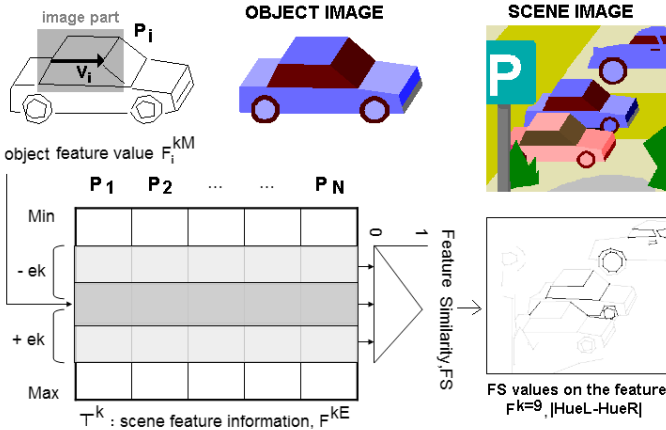 image part
P i
V i
OBJECT IMAGE
SCENE IMAGE
P
object feature value F i kM
P 1 P 2 ... ... P N
Min
- ek
+ ek
Max
0 1
Feature Similarity,FS
T k : scene feature information, F kE
FS values on the feature
F k=9 , |HueL-HueR|